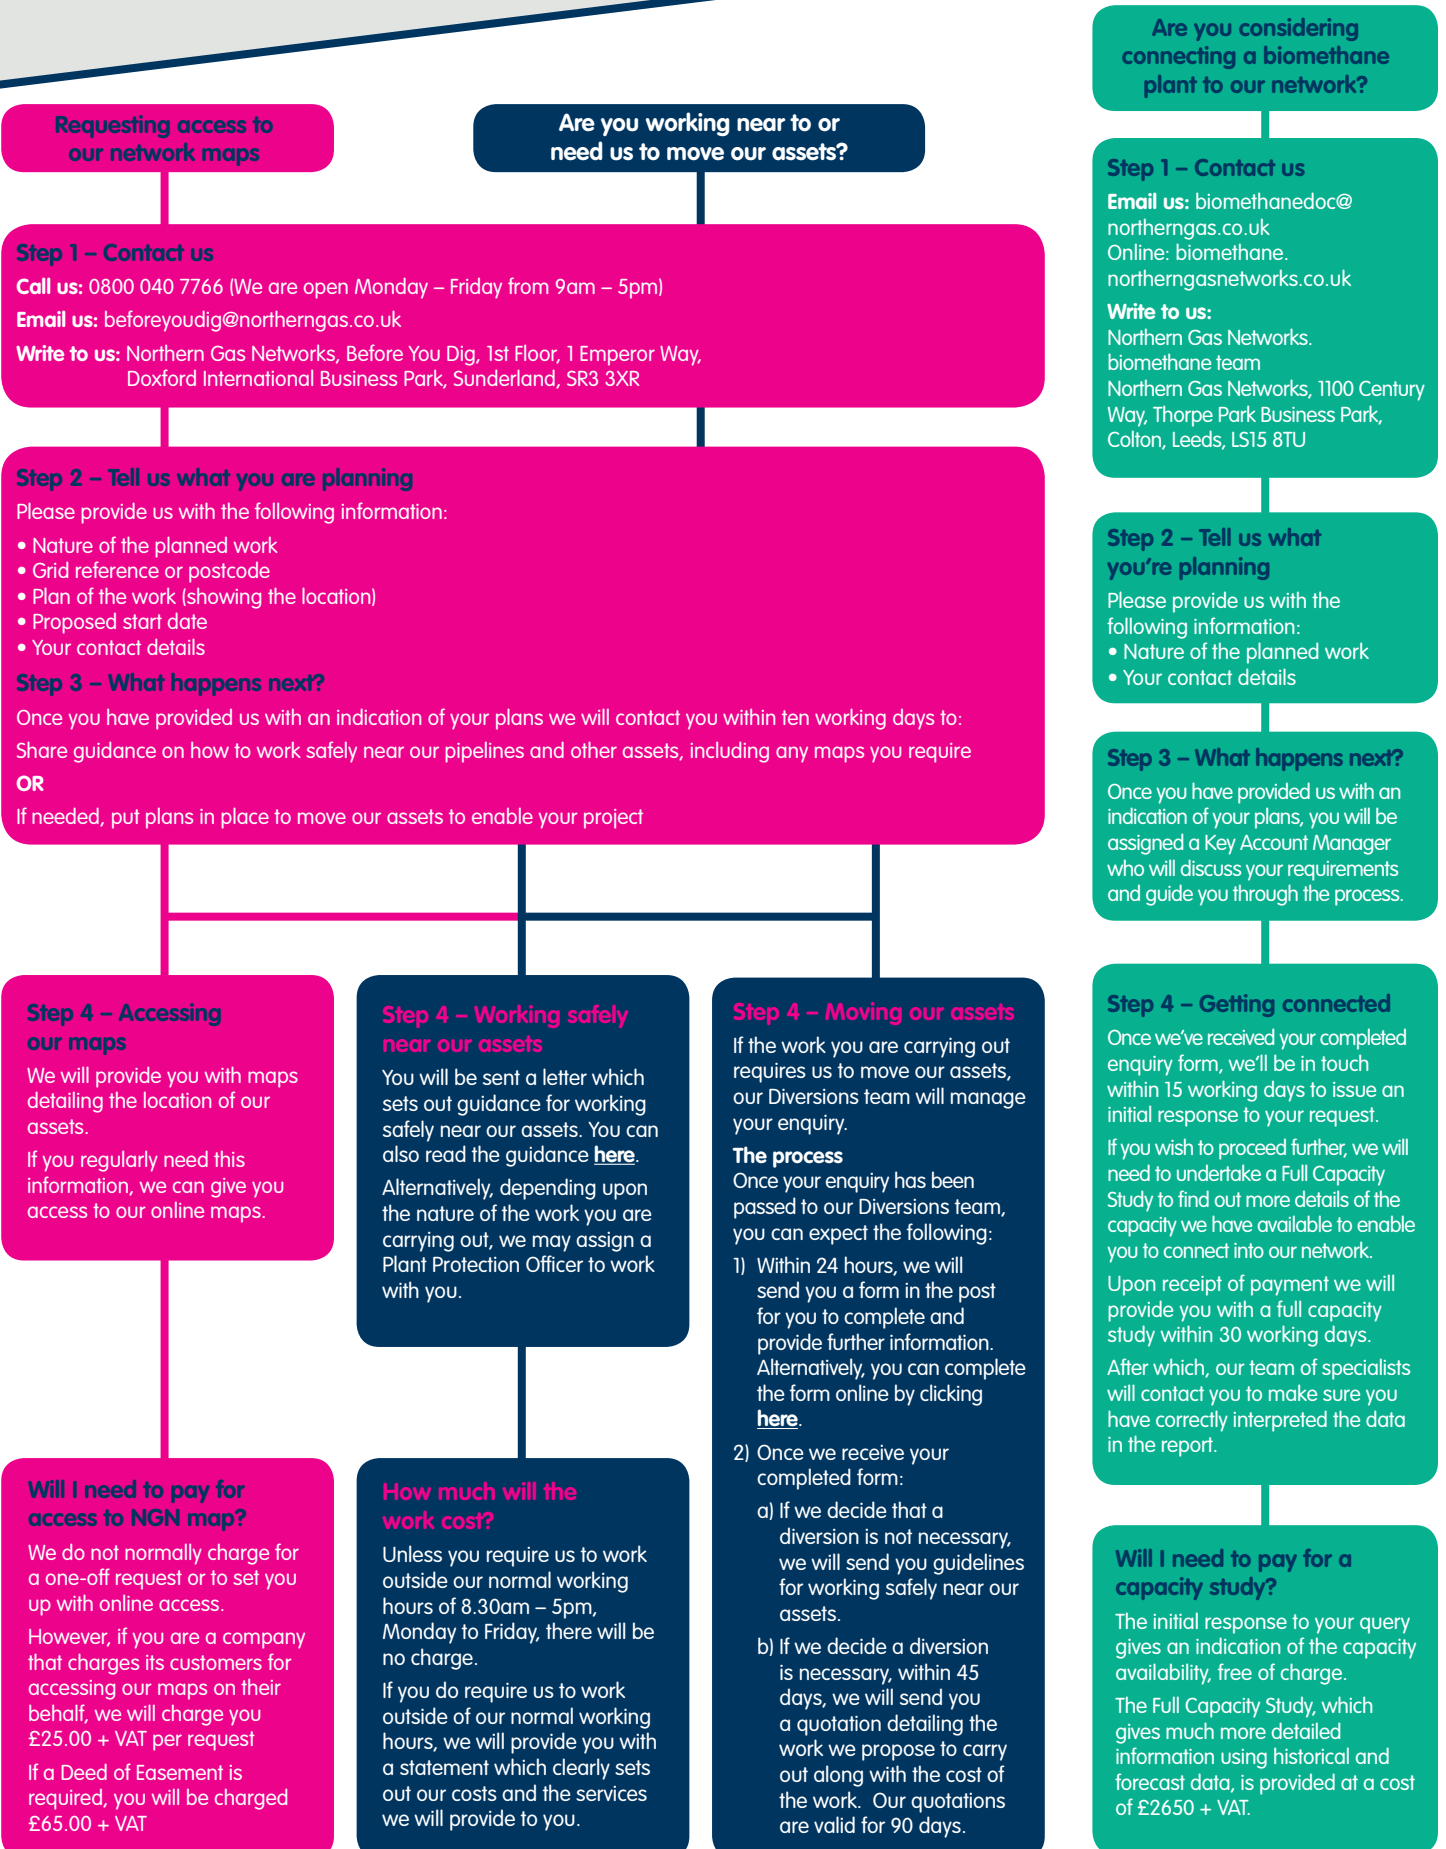 Requesting access to
our network maps
Are you working near to or
need us to move our assets?
Step 1 – Contact us
Call us: 0800 040 7766 (We are open Monday – Friday from 9am – 5pm)
Email us: beforeyoudig@northerngas.co.uk
Write to us: Northern Gas Networks, Before You Dig, 1st Floor, 1 Emperor Way,
Doxford International Business Park, Sunderland, SR3 3XR
Step 2 – Tell us what you are planning
Please provide us with the following information:
• Nature of the planned work
• Grid reference or postcode
• Plan of the work (showing the location)
• Proposed start date
• Your contact details
Step 3 – What happens next?
Once you have provided us with an indication of your plans we will contact you within ten working days to:
Share guidance on how to work safely near our pipelines and other assets, including any maps you require
OR
If needed, put plans in place to move our assets to enable your project
Step 4 – Accessing
our maps
We will provide you with maps
detailing the location of our
assets.
If you regularly need this
information, we can give you
access to our online maps.
Will I need to pay for
access to NGN map?
We do not normally charge for
a one-off request or to set you
up with online access.
However, if you are a company
that charges its customers for
accessing our maps on their
behalf, we will charge you
£25.00 + VAT per request
If a Deed of Easement is
required, you will be charged
£65.00 + VAT
Step 4 – Working safely
near our assets
You will be sent a letter which
sets out guidance for working
safely near our assets. You can
also read the guidance here.
Alternatively, depending upon
the nature of the work you are
carrying out, we may assign a
Plant Protection Officer to work
with you.
How much will the
work cost?
Unless you require us to work
outside our normal working
hours of 8.30am – 5pm,
Monday to Friday, there will be
no charge.
If you do require us to work
outside of our normal working
hours, we will provide you with
a statement which clearly sets
out our costs and the services
we will provide to you.
Step 4 – Moving our assets
If the work you are carrying out
requires us to move our assets,
our Diversions team will manage
your enquiry.
The process
Once your enquiry has been
passed to our Diversions team,
you can expect the following:
1) Within 24 hours, we will
send you a form in the post
for you to complete and
provide further information.
Alternatively, you can complete
the form online by clicking
here.
2) Once we receive your
completed form:
a) If we decide that a
diversion is not necessary,
we will send you guidelines
for working safely near our
assets.
b) If we decide a diversion
is necessary, within 45
days, we will send you
a quotation detailing the
work we propose to carry
out along with the cost of
the work. Our quotations
are valid for 90 days.
Are you considering
connecting a biomethane
plant to our network?
Step 1 – Contact us
Email us: biomethanedoc@
northerngas.co.uk
Online: biomethane.
northerngasnetworks.co.uk
Write to us:
Northern Gas Networks.
biomethane team
Northern Gas Networks, 1100 Century
Way, Thorpe Park Business Park,
Colton, Leeds, LS15 8TU
Step 2 – Tell us what
you’re planning
Please provide us with the
following information:
• Nature of the planned work
• Your contact details
Step 3 – What happens next?
Once you have provided us with an
indication of your plans, you will be
assigned a Key Account Manager
who will discuss your requirements
and guide you through the process.
Step 4 – Getting connected
Once we’ve received your completed
enquiry form, we’ll be in touch
within 15 working days to issue an
initial response to your request.
If you wish to proceed further, we will
need to undertake a Full Capacity
Study to find out more details of the
capacity we have available to enable
you to connect into our network.
Upon receipt of payment we will
provide you with a full capacity
study within 30 working days.
After which, our team of specialists
will contact you to make sure you
have correctly interpreted the data
in the report.
Will I need to pay for a
capacity study?
The initial response to your query
gives an indication of the capacity
availability, free of charge.
The Full Capacity Study, which
gives much more detailed
information using historical and
forecast data, is provided at a cost
of £2650 + VAT.